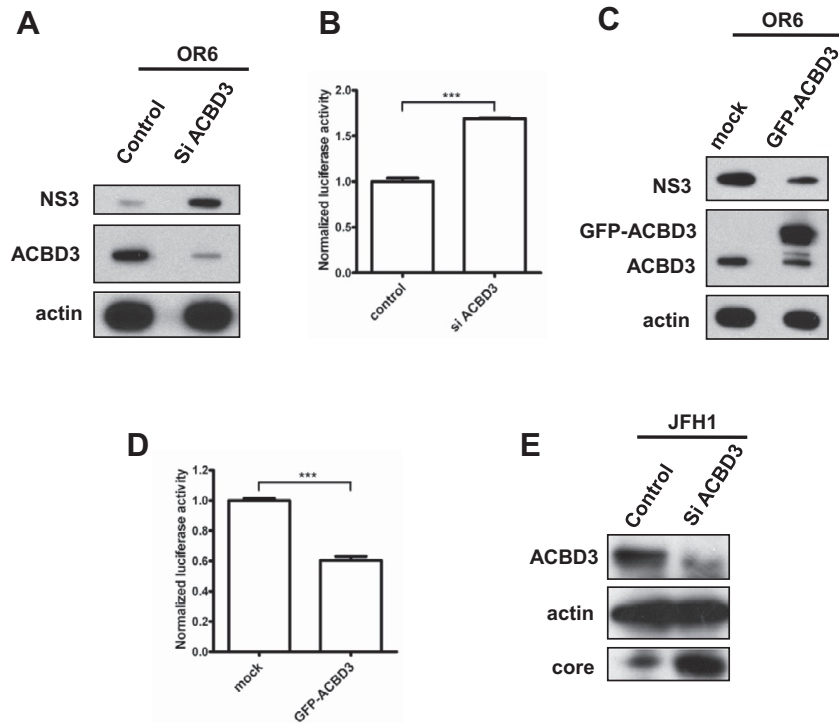 A
OR6
Control
Si ACBD3
NS3
ACBD3
actin
B
Normalized luciferase activity
2.0
1.5
1.0
0.5
0.0
***
control
si ACBD3
C
OR6
mock
GFP-ACBD3
NS3
GFP-ACBD3
ACBD3
actin
D
Normalized luciferase activity
1.2
1.0
0.8
0.6
0.4
0.2
0.0
***
mock
GFP-ACBD3
E
JFH1
Control
Si ACBD3
ACBD3
actin
core